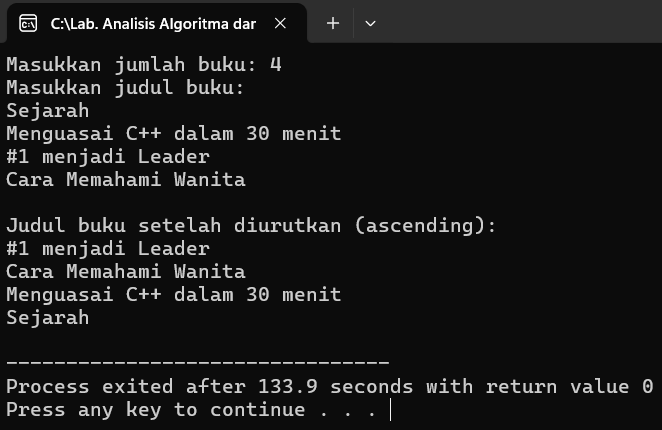 C:\Lab. Analisis Algoritma dar
Masukkan jumlah buku: 4
Masukkan judul buku:
Sejarah
Menguasai C++ dalam 30 menit
#1 menjadi Leader
Cara Memahami Wanita
Judul buku setelah diurutkan (ascending):
#1 menjadi Leader
Cara Memahami Wanita
Menguasai C++ dalam 30 menit
Sejarah
--------------------------------
Process exited after 133.9 seconds with return value 0
Press any key to continue . . .